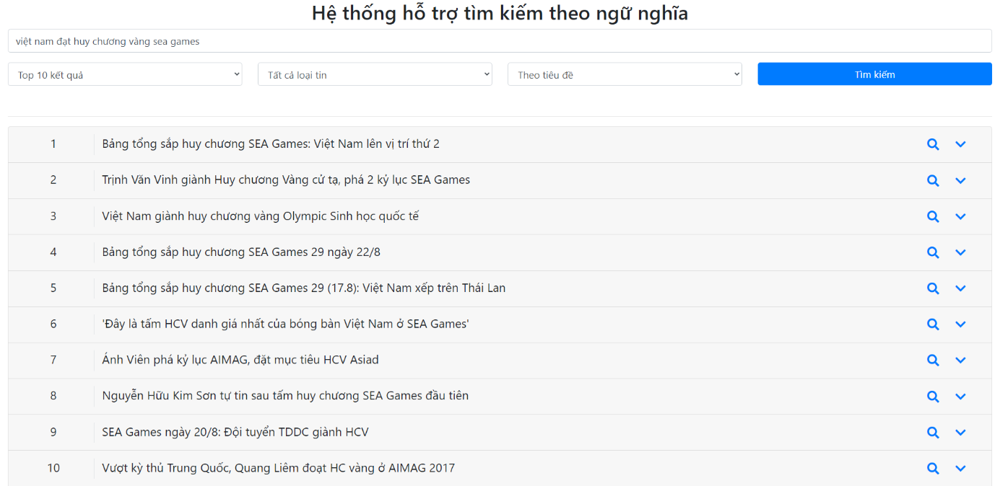 Hệ thống hỗ trợ tìm kiếm theo ngữ nghĩa
việt nam đạt huy chương vàng sea games
Top 10 kết quả Tất cả loại tin Theo tiêu đề Tìm kiếm
1 Bảng tổng sắp huy chương SEA Games: Việt Nam lên vị trí thứ 2
2 Trịnh Văn Vinh giành Huy chương Vàng cử tạ, phá 2 kỷ lục SEA Games
3 Việt Nam giành huy chương vàng Olympic Sinh học quốc tế
4 Bảng tổng sắp huy chương SEA Games 29 ngày 22/8
5 Bảng tổng sắp huy chương SEA Games 29 (17.8): Việt Nam xếp trên Thái Lan
6 'Đây là tấm HCV danh giá nhất của bóng bàn Việt Nam ở SEA Games'
7 Ánh Viên phá kỷ lục AIMAG, đặt mục tiêu HCV Asiad
8 Nguyễn Hữu Kim Sơn tự tin sau tấm huy chương SEA Games đầu tiên
9 SEA Games ngày 20/8: Đội tuyển TDDC giành HCV
10 Vượt kỳ thủ Trung Quốc, Quang Liêm đoạt HC vàng ở AIMAG 2017